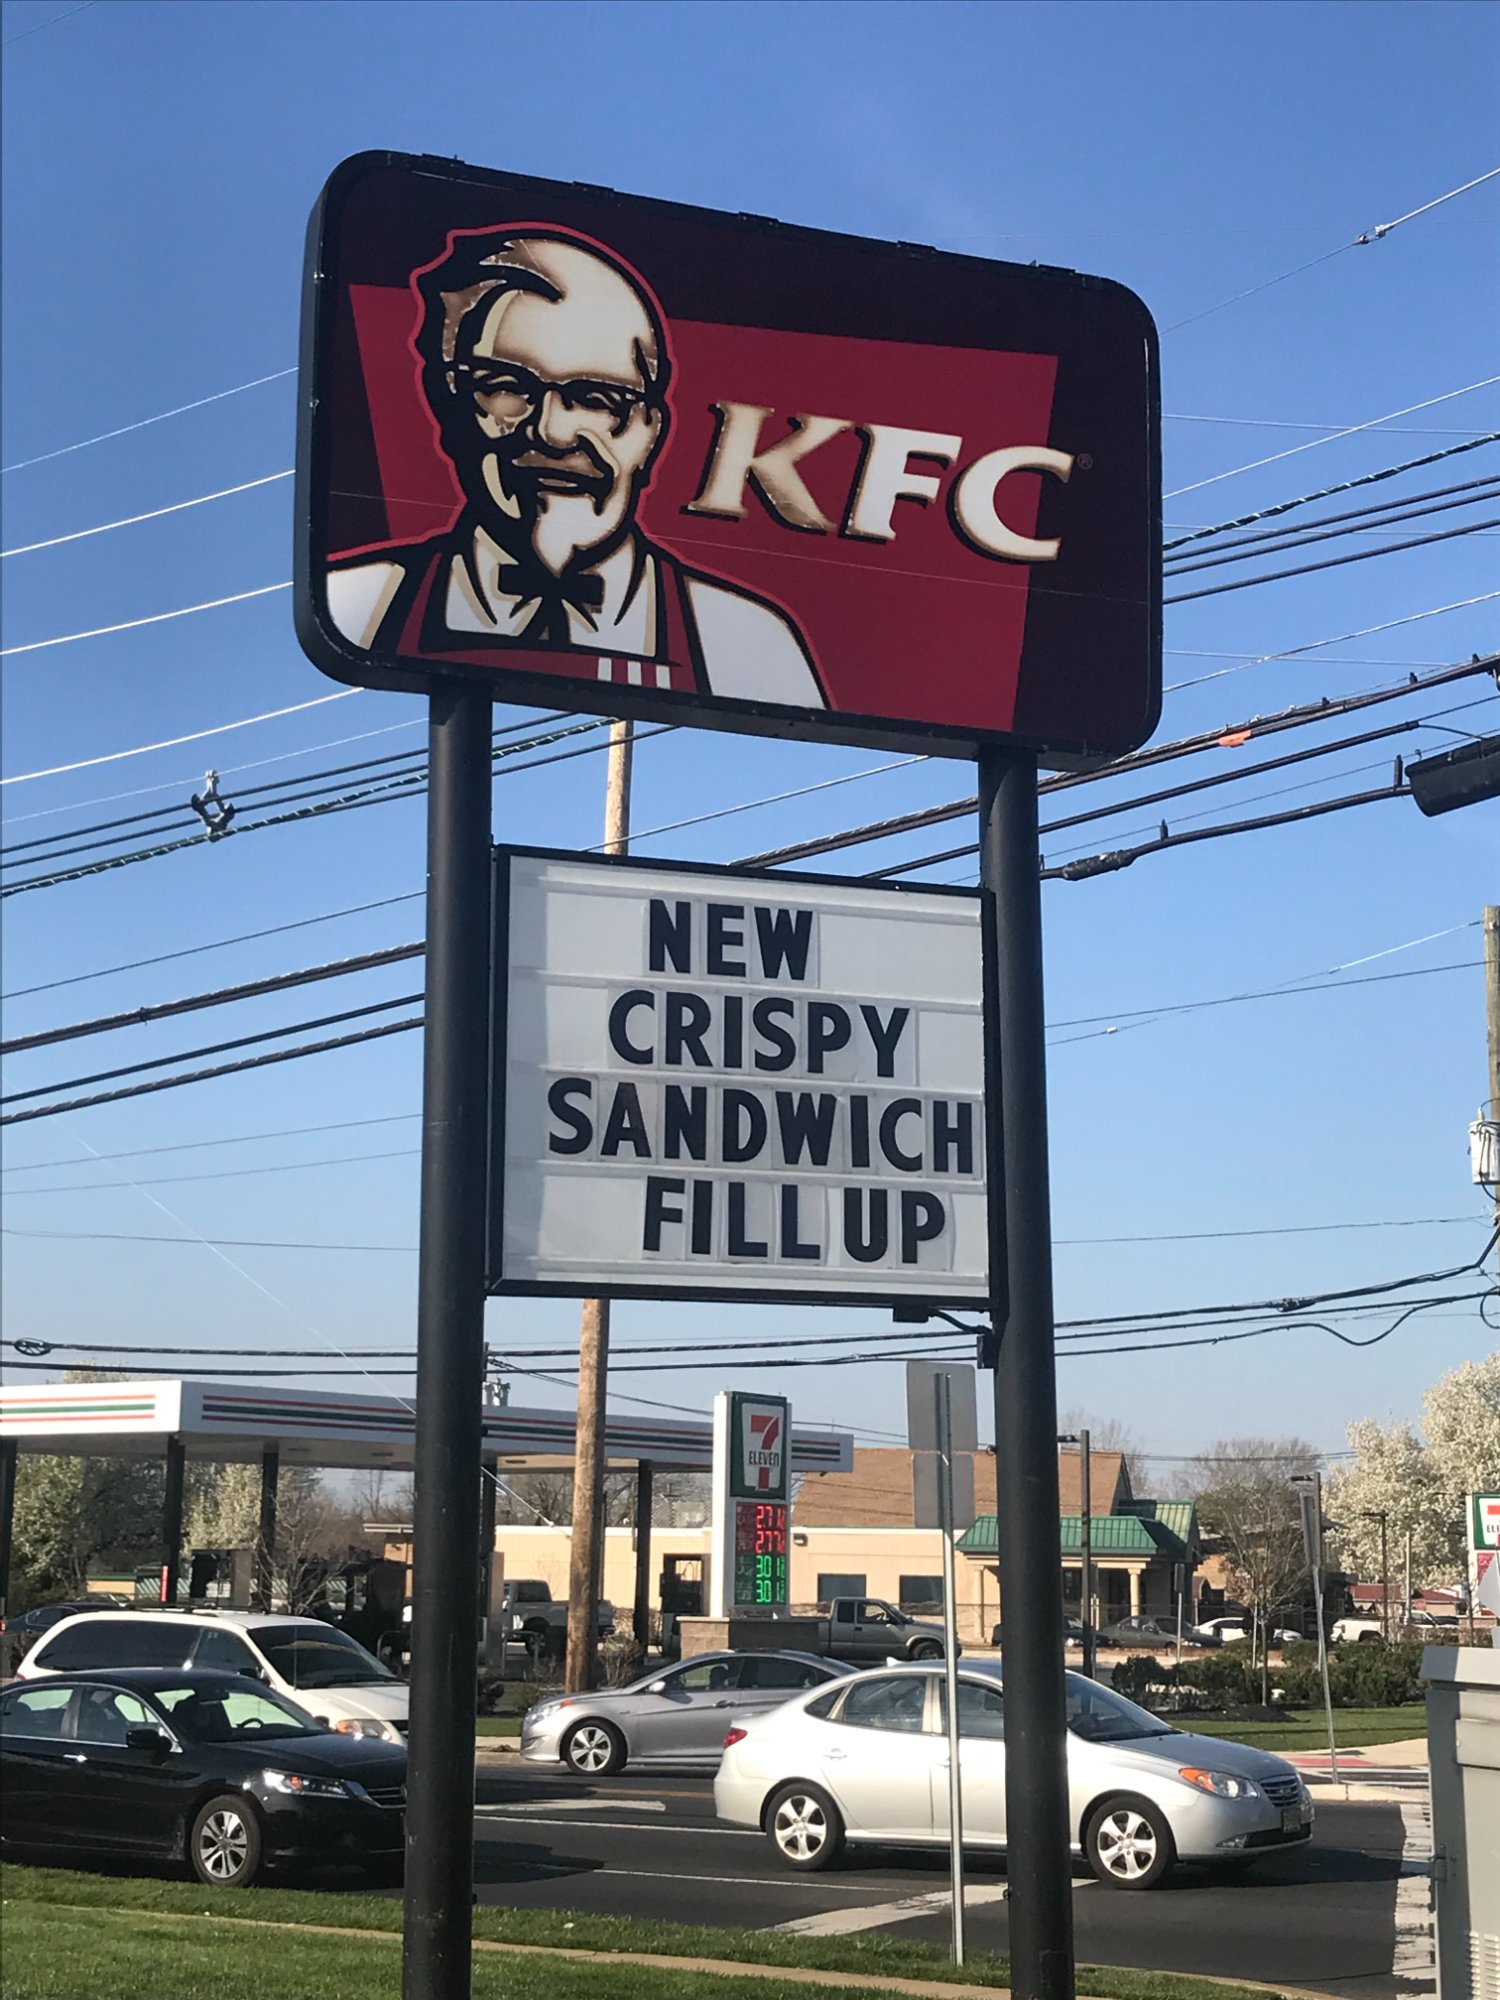 KFC®
NEW
CRISPY
SANDWICH
FILL UP
7
ELEVEN